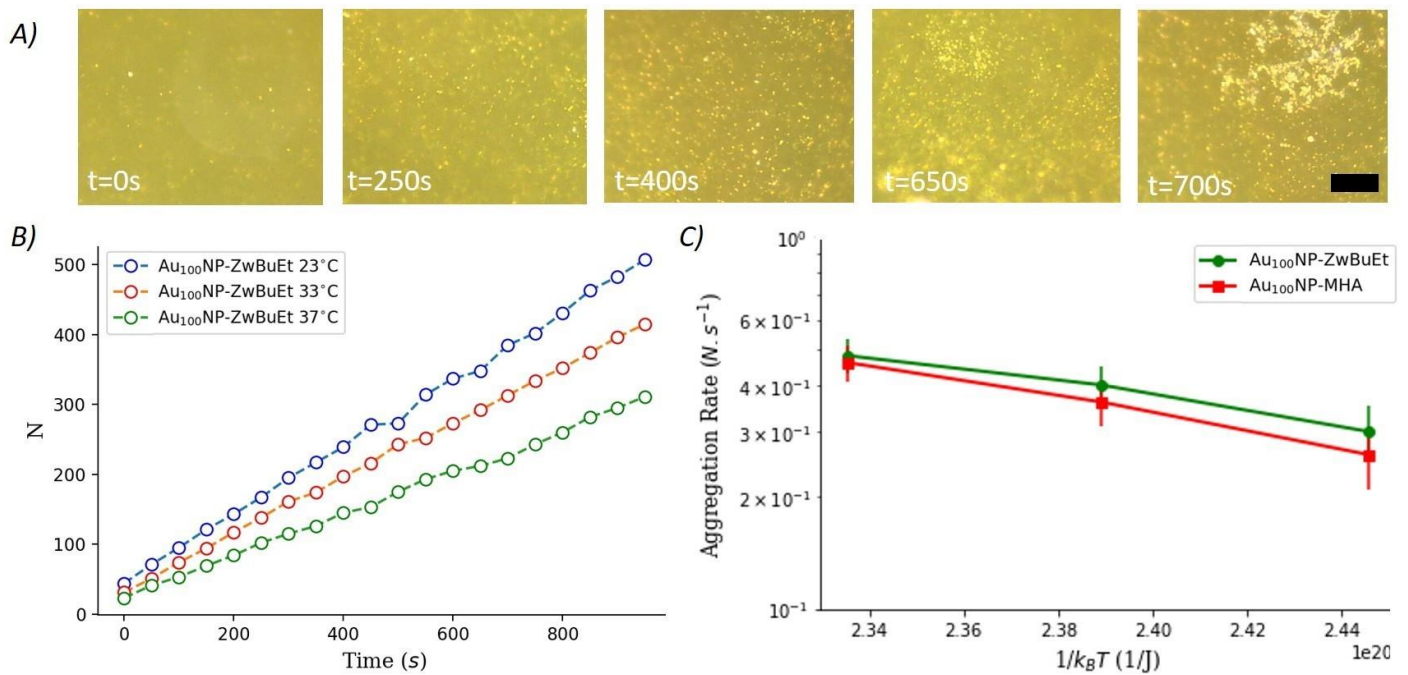 A)
t=0s
t=250s
t=400s
t=650s
t=700s
B)
500
400
300
200
100
0
N
Au₁₀₀NP-ZwBuEt 23°C
Au₁₀₀NP-ZwBuEt 33°C
Au₁₀₀NP-ZwBuEt 37°C
0 200 400 600 800
Time (s)
C)
10⁰
6 × 10⁻¹
4 × 10⁻¹
3 × 10⁻¹
2 × 10⁻¹
10⁻¹
Aggregation Rate (N.s⁻¹)
Au₁₀₀NP-ZwBuEt
Au₁₀₀NP-MHA
2.34 2.36 2.38 2.40 2.42 2.44
1e20
1/k_BT (1/J)